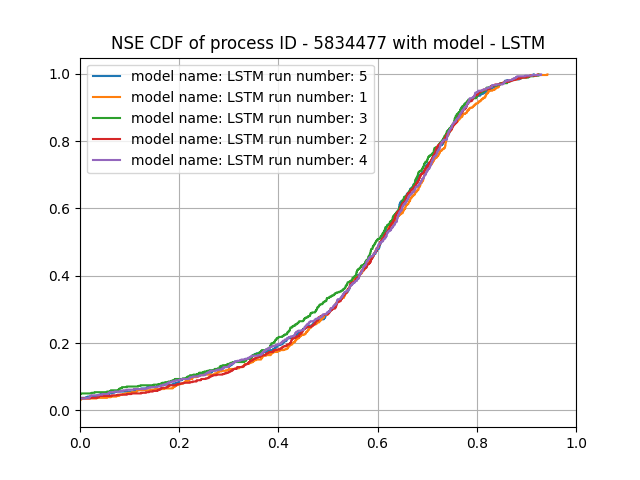 NSE CDF of process ID - 5834477 with model - LSTM
model name: LSTM run number: 5
model name: LSTM run number: 1
model name: LSTM run number: 3
model name: LSTM run number: 2
model name: LSTM run number: 4
1.0
0.8
0.6
0.4
0.2
0.0
0.0 0.2 0.4 0.6 0.8 1.0